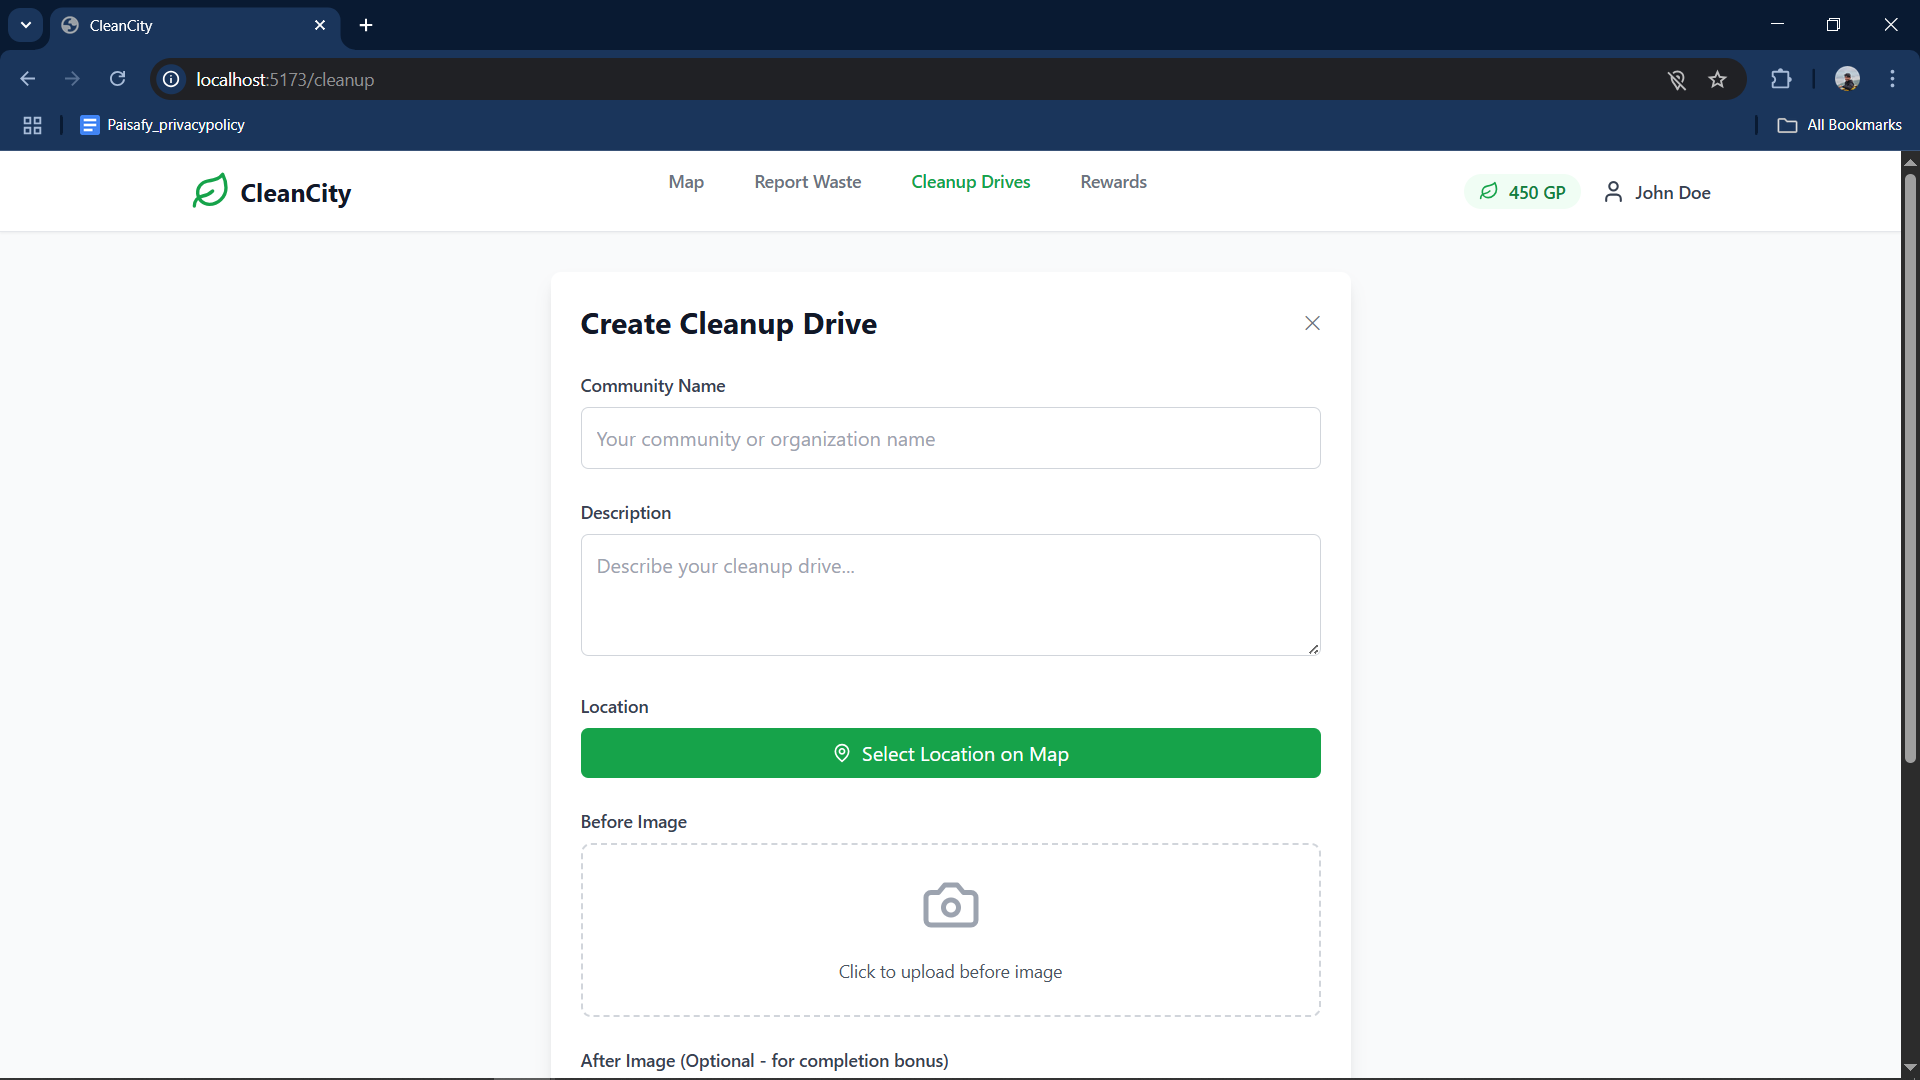 CleanCity
localhost:5173/cleanup
Paisafy_privacypolicy
All Bookmarks
CleanCity
Map
Report Waste
Cleanup Drives
Rewards
450 GP
John Doe
Create Cleanup Drive
Community Name
Your community or organization name
Description
Describe your cleanup drive...
Location
Select Location on Map
Before Image
Click to upload before image
After Image (Optional - for completion bonus)